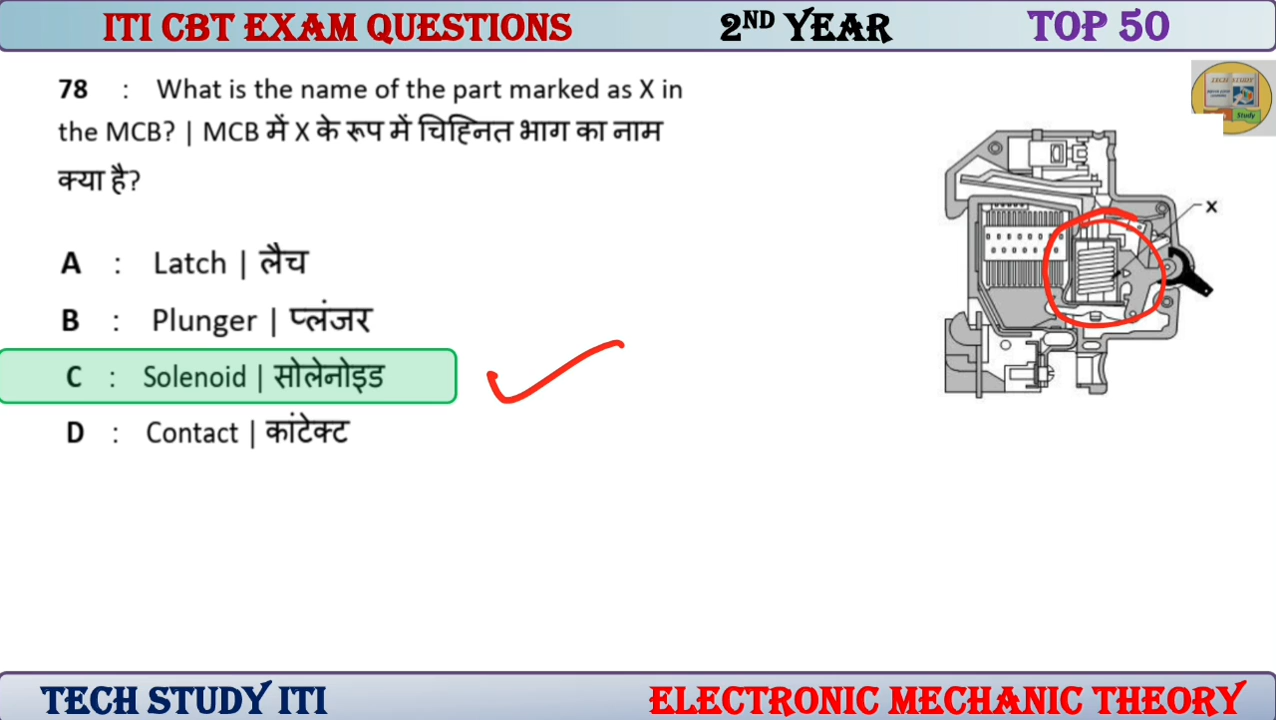 ITI CBT EXAM QUESTIONS 2ND YEAR TOP 50
78 : What is the name of the part marked as X in
the MCB? | MCB में X के रूप में चिह्नित भाग का नाम
क्या है?
TECH STUDY
Study
X
A : Latch | लैच
B : Plunger | प्लंजर
C : Solenoid | सोलेनोइड
D : Contact | कांटेक्ट
TECH STUDY ITI ELECTRONIC MECHANIC THEORY